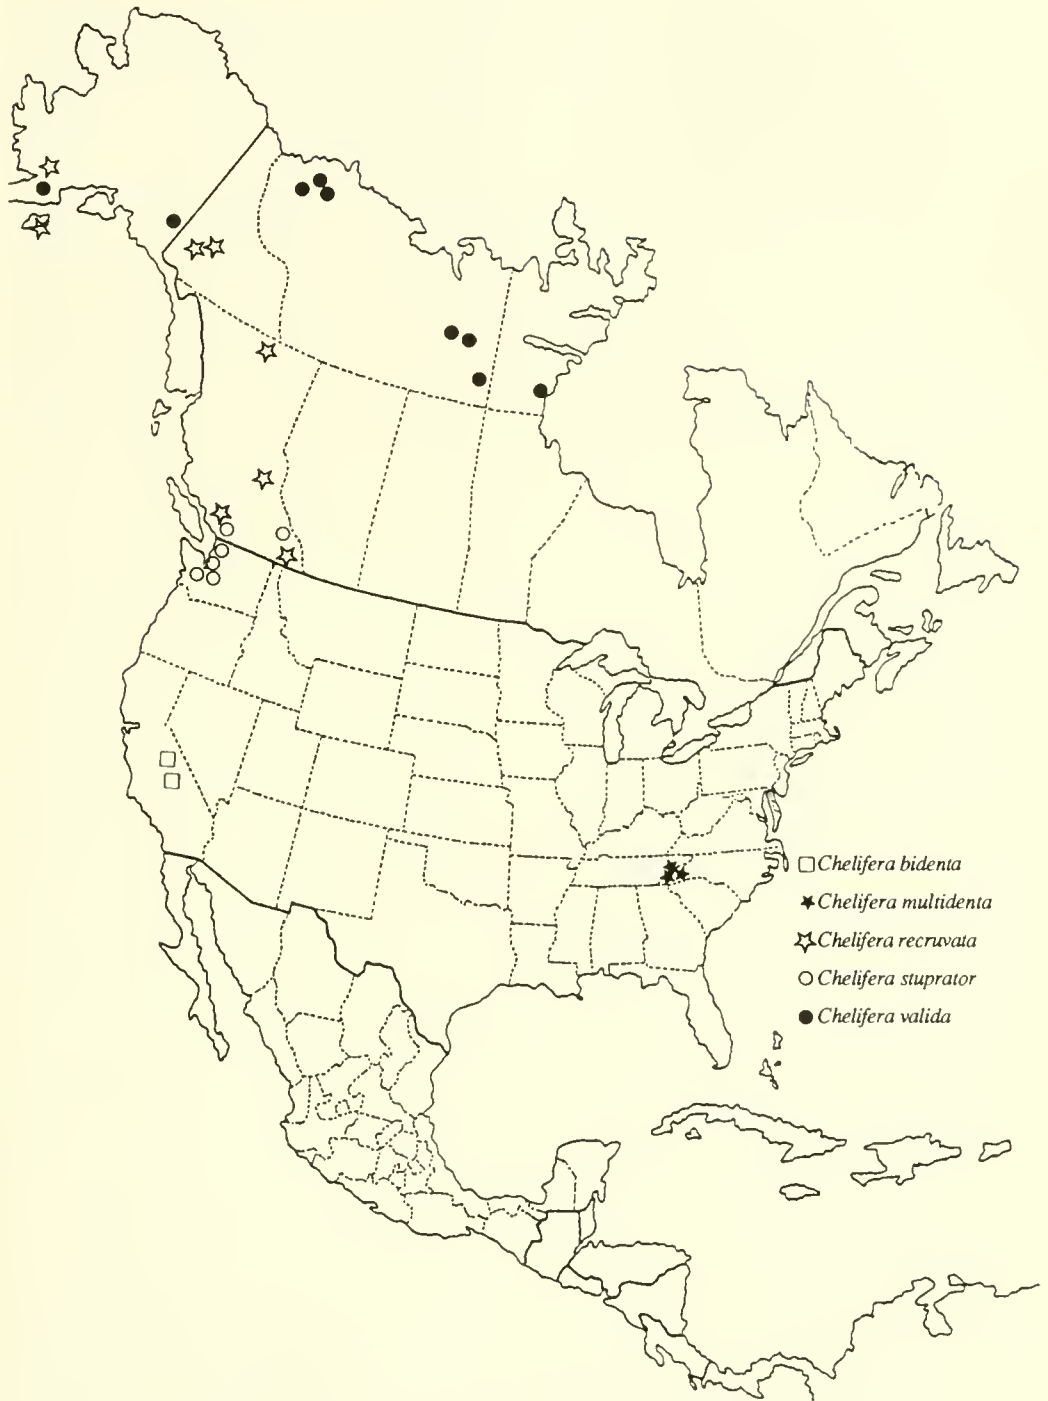 Chelifera bidenta
Chelifera multidenta
Chelifera recruvata
Chelifera stuprator
Chelifera valida